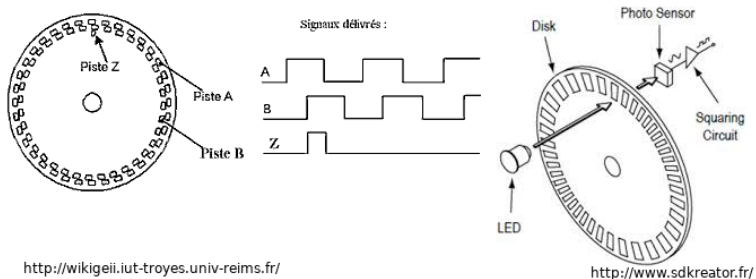 Piste Z
Piste A
Piste B
Signaux délivrés :
A
B
Z
Photo Sensor
Disk
Squaring
Circuit
LED
http://wikigeii.iut-troyes.univ-reims.fr/
http://www.sdkreator.fr/